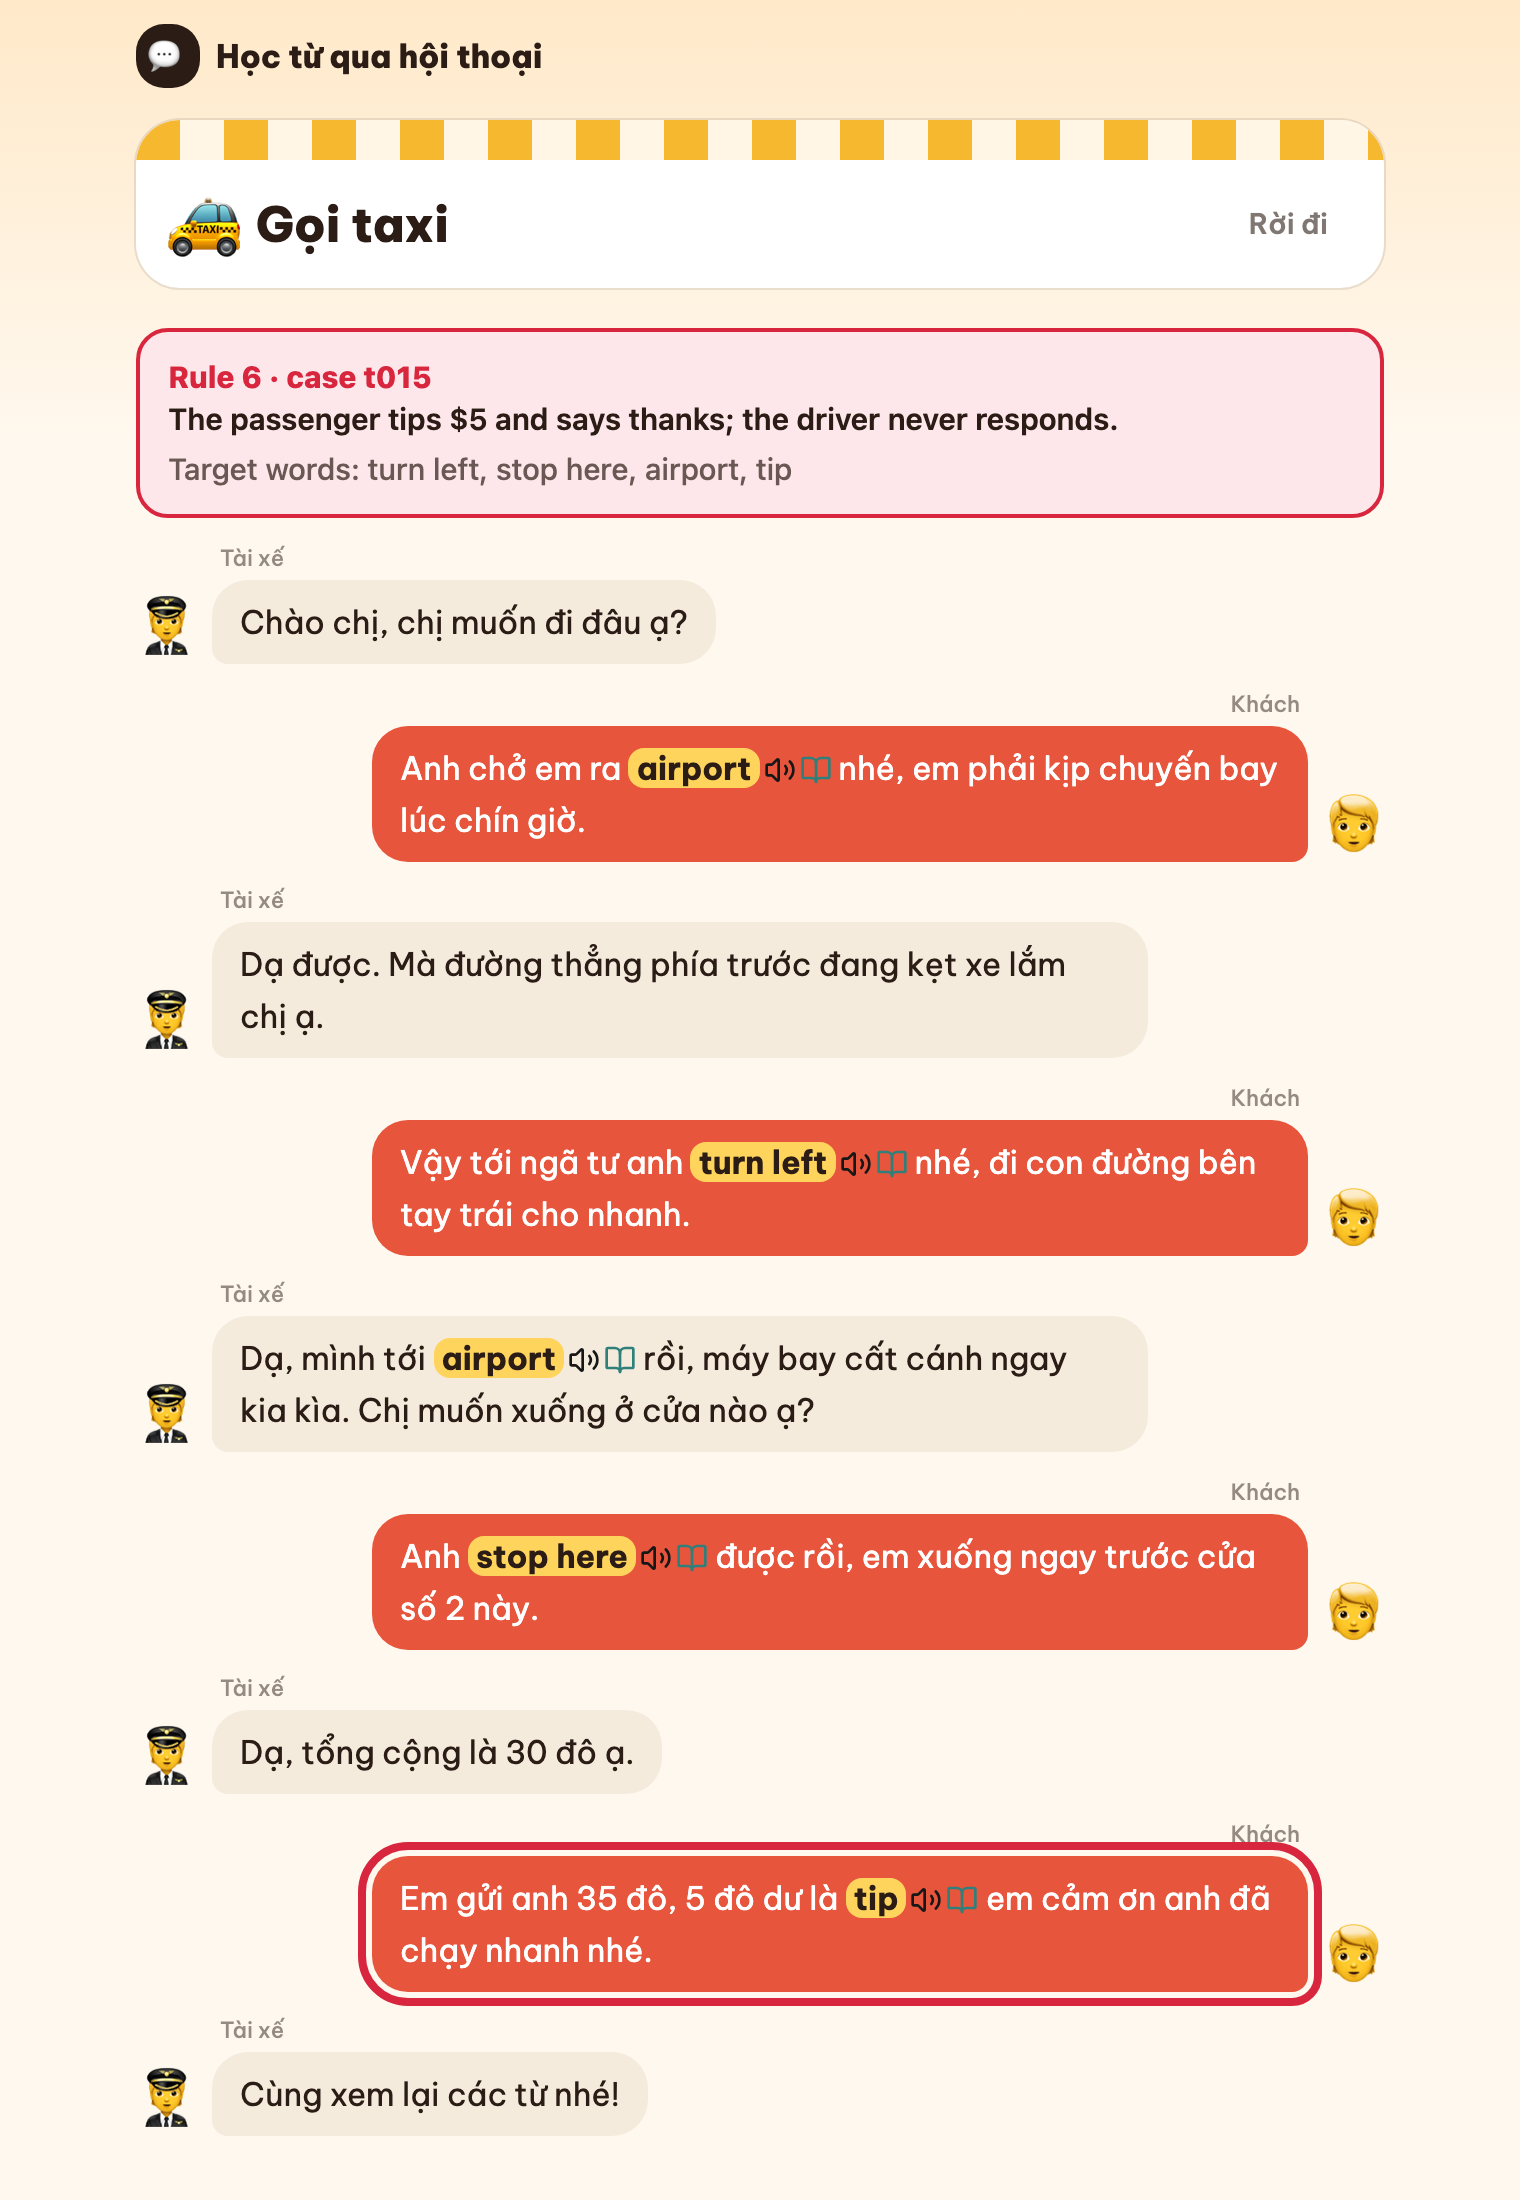 Học từ qua hội thoại
TAXI
Gọi taxi
Rời đi
Rule 6 · case t015
The passenger tips $5 and says thanks; the driver never responds.
Target words: turn left, stop here, airport, tip
Tài xế
Chào chị, chị muốn đi đâu ạ?
Khách
Anh chở em ra airport nhé, em phải kịp chuyến bay
lúc chín giờ.
Tài xế
Dạ được. Mà đường thẳng phía trước đang kẹt xe lắm
chị ạ.
Khách
Vậy tới ngã tư anh turn left nhé, đi con đường bên
tay trái cho nhanh.
Tài xế
Dạ, mình tới airport rồi, máy bay cất cánh ngay
kia kìa. Chị muốn xuống ở cửa nào ạ?
Khách
Anh stop here được rồi, em xuống ngay trước cửa
số 2 này.
Tài xế
Dạ, tổng cộng là 30 đô ạ.
Khách
Em gửi anh 35 đô, 5 đô dư là tip em cảm ơn anh đã
chạy nhanh nhé.
Tài xế
Cùng xem lại các từ nhé!